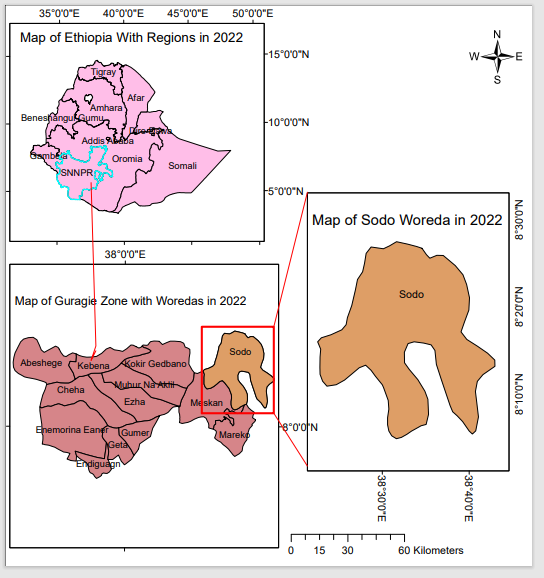 35°0'0"E 40°0'0"E 45°0'0"E 50°0'0"E
Map of Ethiopia With Regions in 2022
15°0'0"N
10°0'0"N
5°0'0"N
Tigray
Afar
Amhara
Beneshangul Gumu
Addis Ababa
Gambela
Oromia
SNNPR
Somali
N
W E
S
38°0'0"E
Map of Guragie Zone with Woredas in 2022
Sodo
Abeshege
Kebena
Kokir Gedbano
Cheha
Muhur Na Aklil
Ezha
Meskan
Enemorina Eaner
Gumer
Mareko
Geta
Endiguagn
8°0'0"N
Map of Sodo Woreda in 2022
Sodo
8°30'0"N
8°20'0"N
8°10'0"N
38°30'0"E
38°40'0"E
0 15 30 60 Kilometers